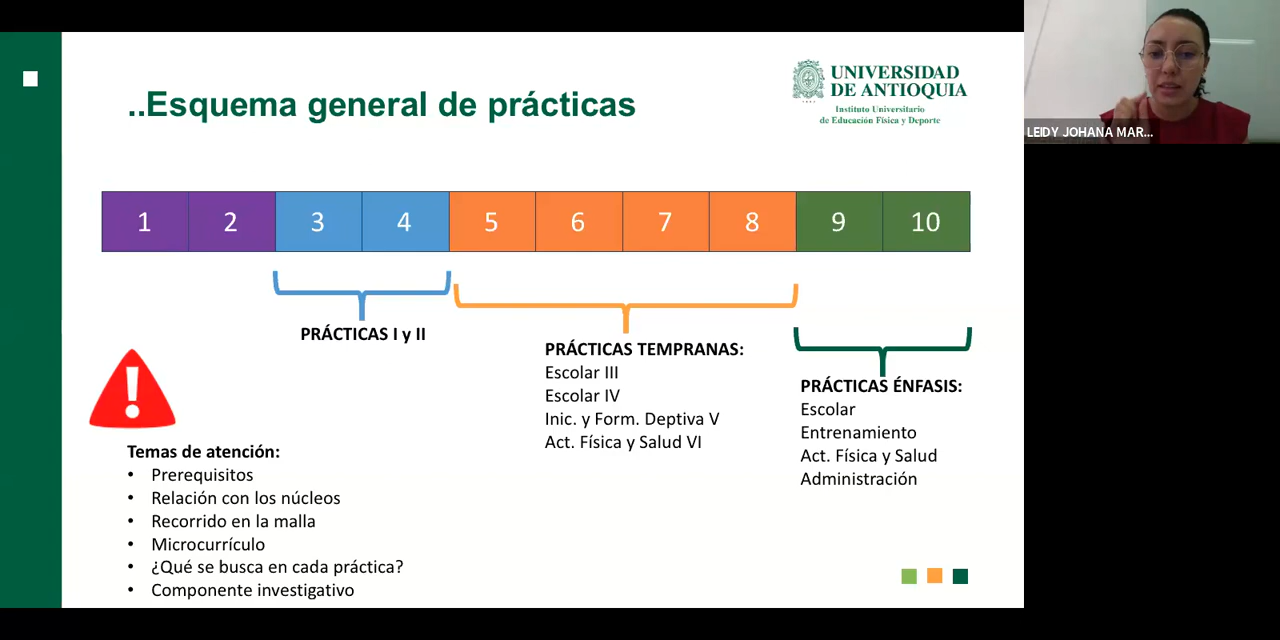 ..Esquema general de prácticas
UNIVERSIDAD
DE ANTIOQUIA
Instituto Universitario
de Educación Física y Deporte
LEIDY JOHANA MAR...
1 2 3 4 5 6 7 8 9 10
PRÁCTICAS I y II
PRÁCTICAS TEMPRANAS:
Escolar III
Escolar IV
Inic. y Form. Deptiva V
Act. Física y Salud VI
PRÁCTICAS ÉNFASIS:
Escolar
Entrenamiento
Act. Física y Salud
Administración
Temas de atención:
• Prerequisitos
• Relación con los núcleos
• Recorrido en la malla
• Microcurrículo
• ¿Qué se busca en cada práctica?
• Componente investigativo